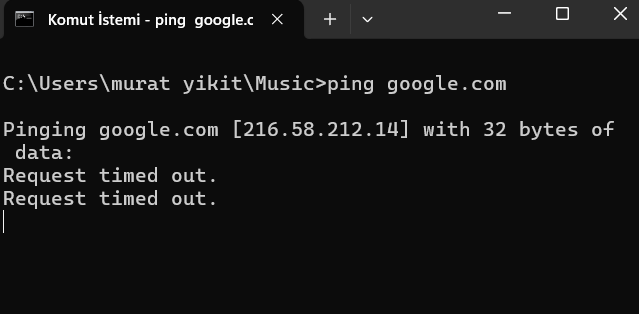 Komut İstemi - ping google.c
C:\Users\murat yikit\Music>ping google.com
Pinging google.com [216.58.212.14] with 32 bytes of
data:
Request timed out.
Request timed out.